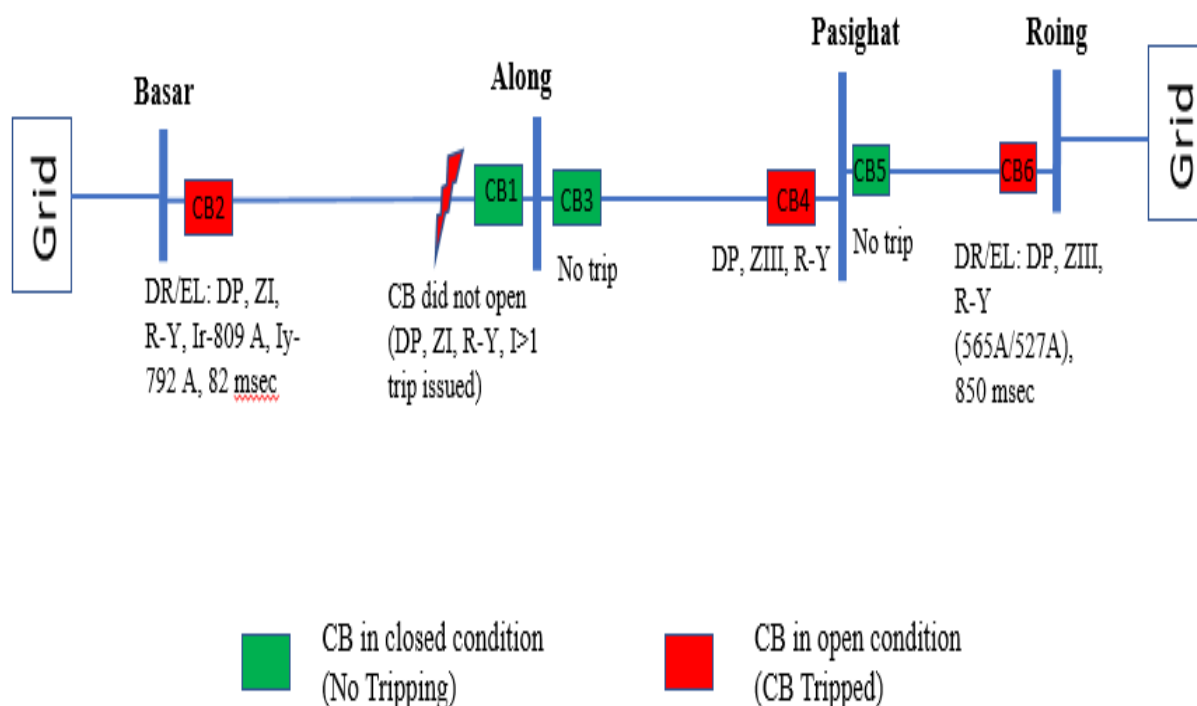 Grid
Basar
CB2
DR/EL: DP, ZI,
R-Y, Ir-809 A, Iy-
792 A, 82 msec
CB1
Along
CB3
CB did not open
(DP, ZI, R-Y, I>1
trip issued)
No trip
CB4
DP, ZIII, R-Y
Pasighat
CB5
No trip
CB6
Roing
DR/EL: DP, ZIII,
R-Y
(565A/527A),
850 msec
Grid
CB in closed condition
(No Tripping)
CB in open condition
(CB Tripped)